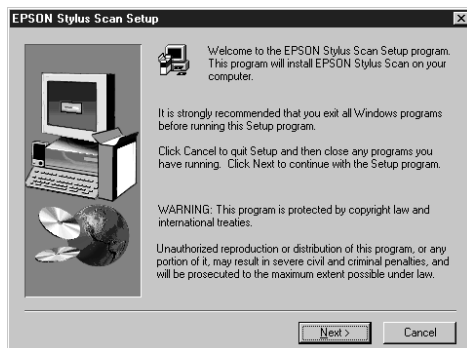 EPSON Stylus Scan Setup
Welcome to the EPSON Stylus Scan Setup program.
This program will install EPSON Stylus Scan on your
computer.
It is strongly recommended that you exit all Windows programs
before running this Setup program.
Click Cancel to quit Setup and then close any programs you
have running. Click Next to continue with the Setup program.
WARNING: This program is protected by copyright law and
international treaties.
Unauthorized reproduction or distribution of this program, or any
portion of it, may result in severe civil and criminal penalties, and
will be prosecuted to the maximum extent possible under law.
Next >
Cancel